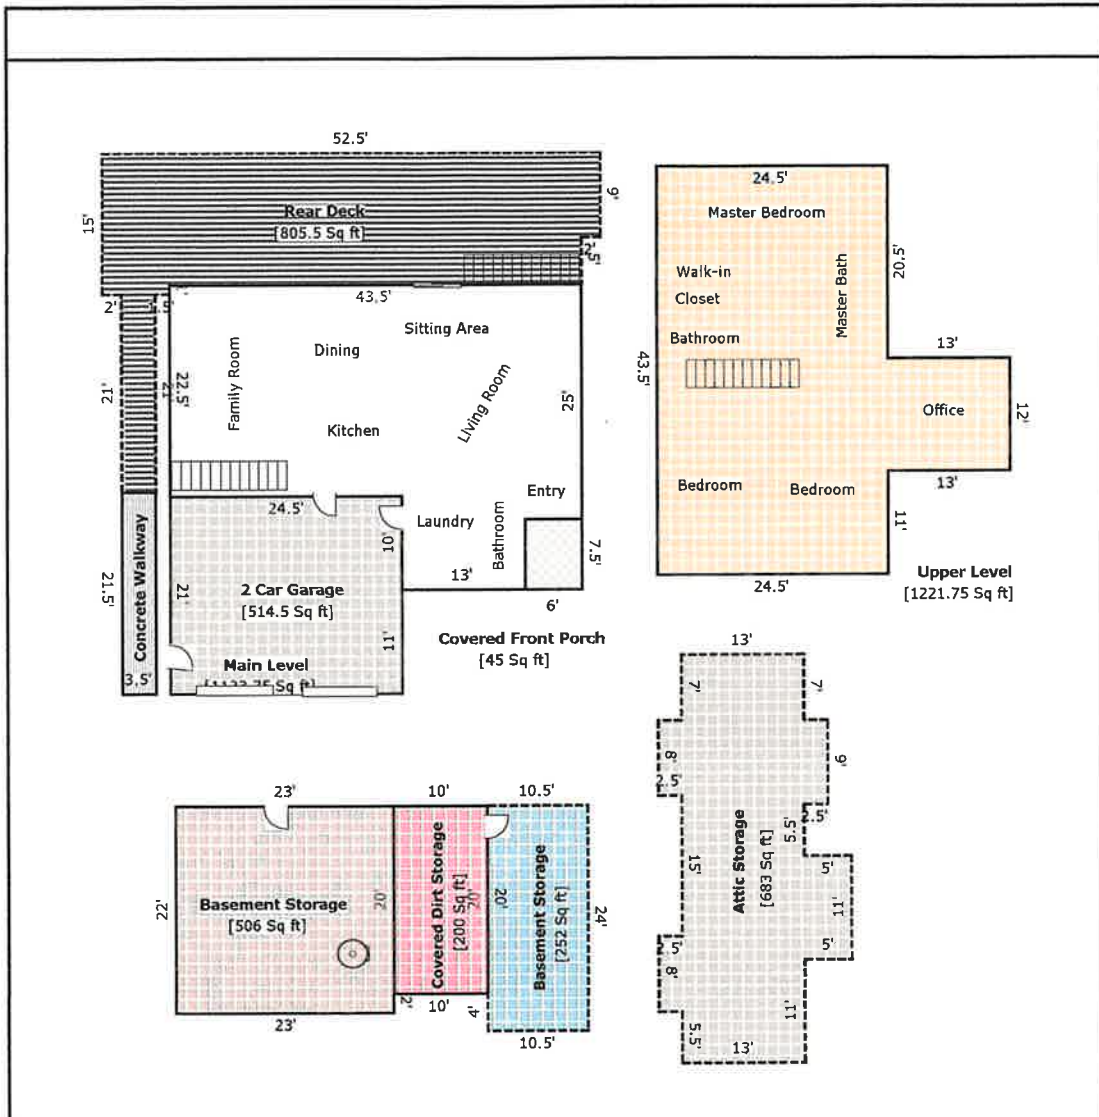 52.5'
15'
Rear Deck
[805.5 Sq ft]
9'
2'
43.5'
Sitting Area
Dining
Family Room
Living Room
Kitchen
21'
22.5'
25'
24.5'
Entry
Laundry
Bathroom
10'
7.5'
13'
6'
Concrete Walkway
21.5'
3.5'
21'
2 Car Garage
[514.5 Sq ft]
11'
Main Level
Covered Front Porch
[45 Sq ft]
24.5'
Master Bedroom
Walk-in
Closet
Master Bath
20.5'
Bathroom
43.5'
13'
Office
12'
13'
Bedroom
Bedroom
11'
24.5'
Upper Level
[1221.75 Sq ft]
23'
22'
Basement Storage
[506 Sq ft]
20'
23'
10'
Covered Dirt Storage
[200 Sq ft]
20'
2'
10'
4'
10.5'
20'
Basement Storage
[252 Sq ft]
24'
10.5'
13'
7'
7'
8'
2.5'
9'
2.5'
5.5'
15'
Attic Storage
[683 Sq ft]
5'
11'
5'
8'
11'
5.5'
13'